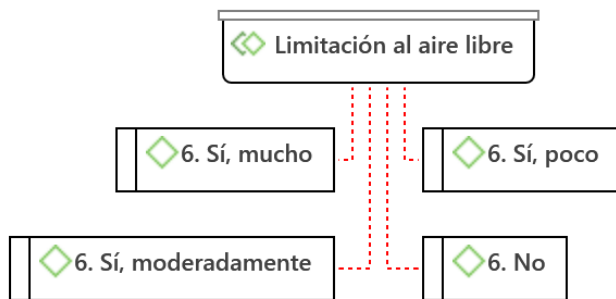 Limitación al aire libre
6. Sí, mucho
6. Sí, poco
6. Sí, moderadamente
6. No